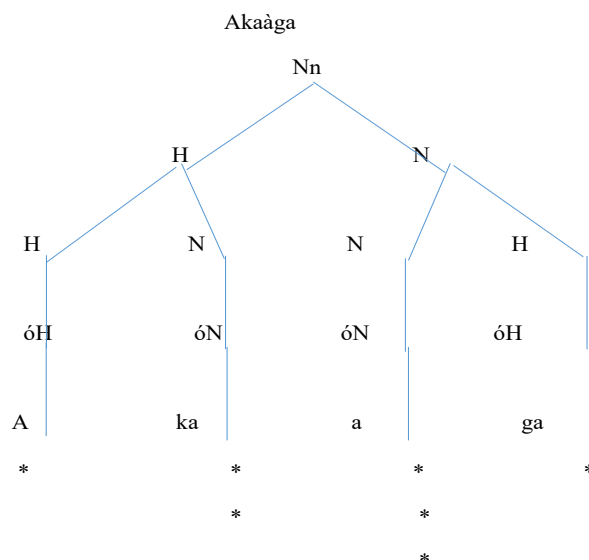 Akaàga
Nn
H N
H N N H
óH óN óN óH
A ka a ga
* * * *
* *
*